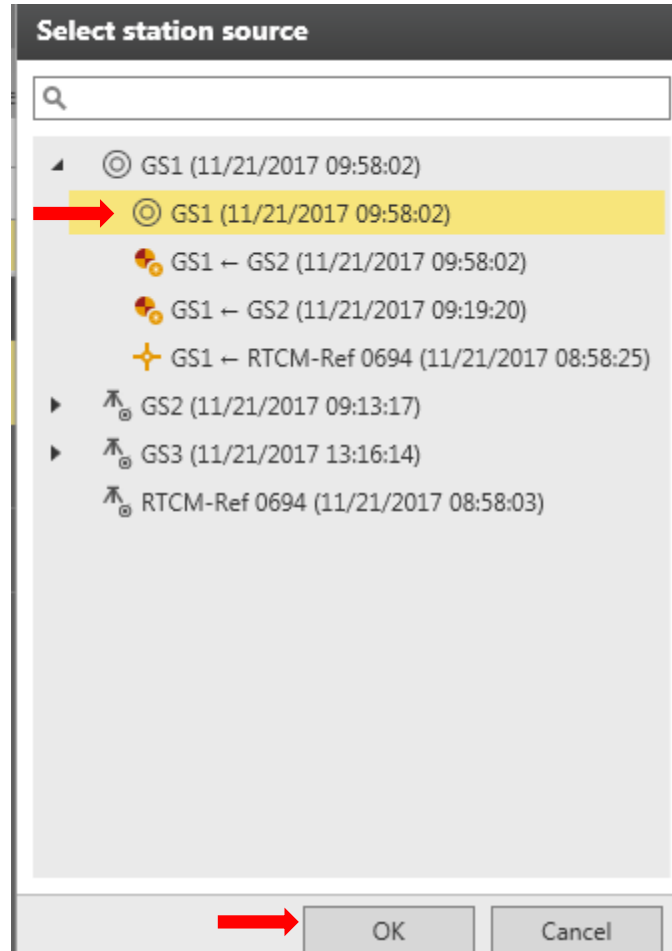 Select station source
GS1 (11/21/2017 09:58:02)
GS1 (11/21/2017 09:58:02)
GS1 ← GS2 (11/21/2017 09:58:02)
GS1 ← GS2 (11/21/2017 09:19:20)
GS1 ← RTCM-Ref 0694 (11/21/2017 08:58:25)
GS2 (11/21/2017 09:13:17)
GS3 (11/21/2017 13:16:14)
RTCM-Ref 0694 (11/21/2017 08:58:03)
OK Cancel